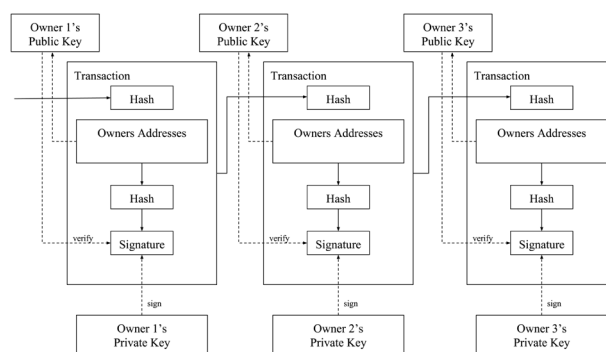 Owner 1's
Public Key
Owner 2's
Public Key
Owner 3's
Public Key
Transaction
Transaction
Transaction
Hash
Hash
Hash
Owners Addresses
Owners Addresses
Owners Addresses
Hash
Hash
Hash
verify
Signature
verify
Signature
verify
Signature
sign
sign
sign
Owner 1's
Private Key
Owner 2's
Private Key
Owner 3's
Private Key